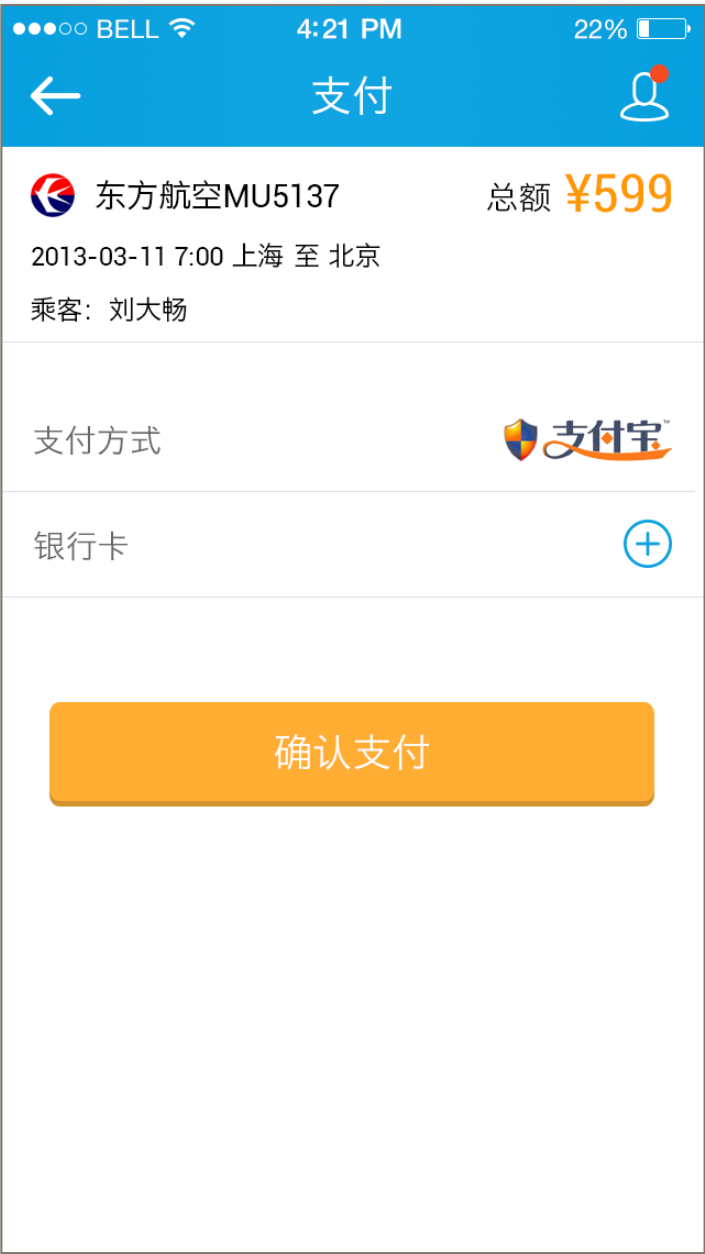 BELL 4:21 PM 22%
支付
东方航空MU5137 总额 ¥599
2013-03-11 7:00 上海 至 北京
乘客：刘大畅
支付方式 支付宝™
银行卡
确认支付